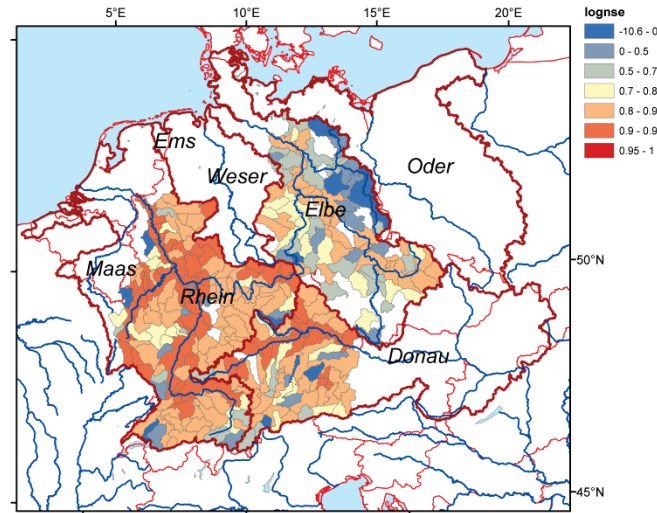 5°E 10°E 15°E 20°E
lognse
-10.6 - 0
0 - 0.5
0.5 - 0.7
0.7 - 0.8
0.8 - 0.9
0.9 - 0.9
0.95 - 1
Ems
Weser
Oder
Elbe
50°N
Maas
Rhein
Donau
45°N